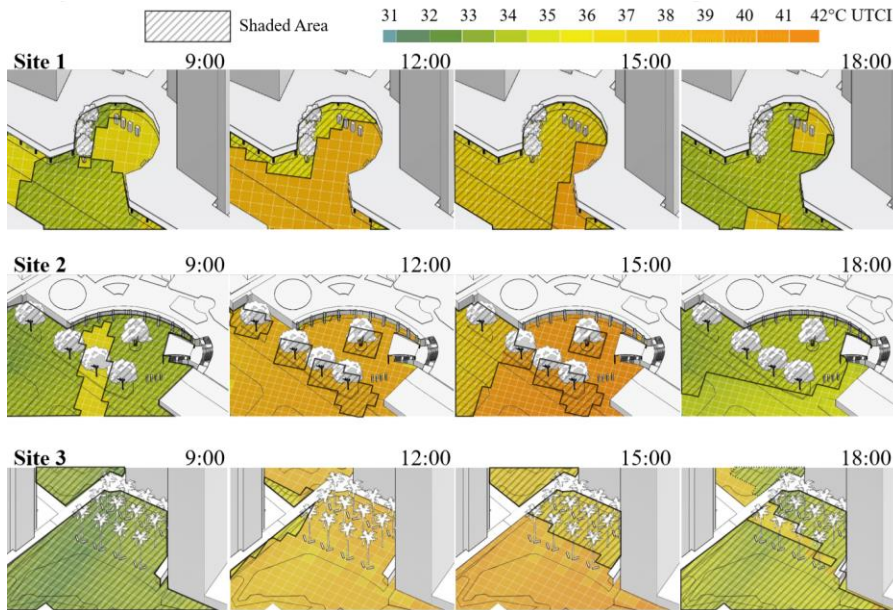 31 32 33 34 35 36 37 38 39 40 41 42°C UTCI
Shaded Area
Site 1 9:00 12:00 15:00 18:00
Site 2 9:00 12:00 15:00 18:00
Site 3 9:00 12:00 15:00 18:00